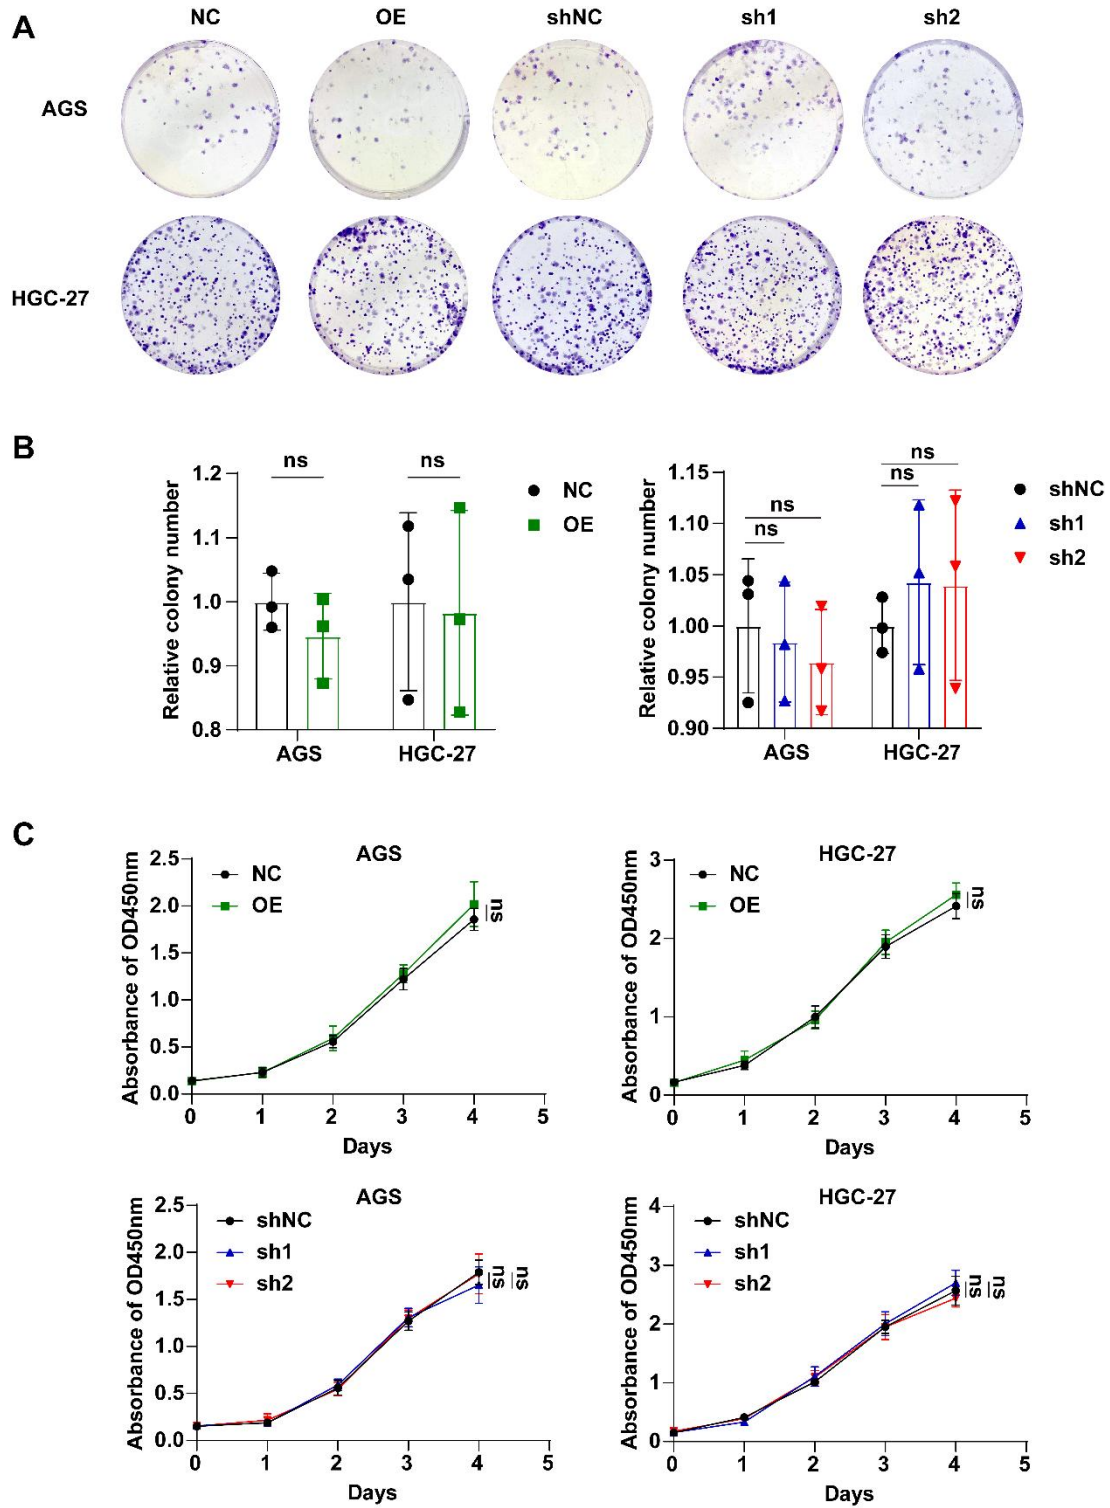 A
NC OE shNC sh1 sh2
AGS
HGC-27
B
Relative colony number
1.2
1.1
1.0
0.9
0.8
ns ns
NC
OE
AGS HGC-27
Relative colony number
1.15
1.10
1.05
1.00
0.95
0.90
ns
ns
ns
ns
shNC
sh1
sh2
AGS HGC-27
C
AGS
Absorbance of OD450nm
2.5
2.0
1.5
1.0
0.5
0.0
NC
OE
ns
0 1 2 3 4 5
Days
HGC-27
Absorbance of OD450nm
3
2
1
0
NC
OE
ns
0 1 2 3 4 5
Days
AGS
Absorbance of OD450nm
2.5
2.0
1.5
1.0
0.5
0.0
shNC
sh1
sh2
ns
ns
0 1 2 3 4 5
Days
HGC-27
Absorbance of OD450nm
4
3
2
1
0
shNC
sh1
sh2
ns
ns
0 1 2 3 4 5
Days